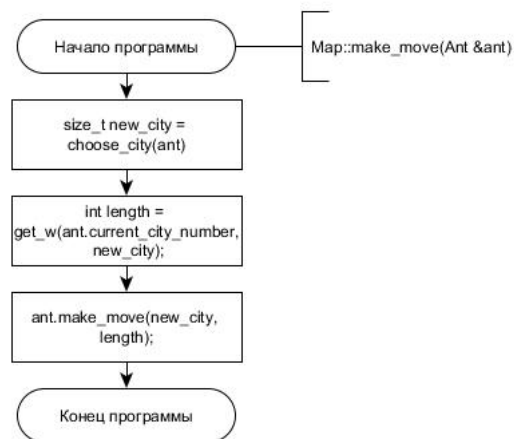 Начало программы
Map::make_move(Ant &ant)
size_t new_city =
choose_city(ant)
int length =
get_w(ant.current_city_number,
new_city);
ant.make_move(new_city,
length);
Конец программы